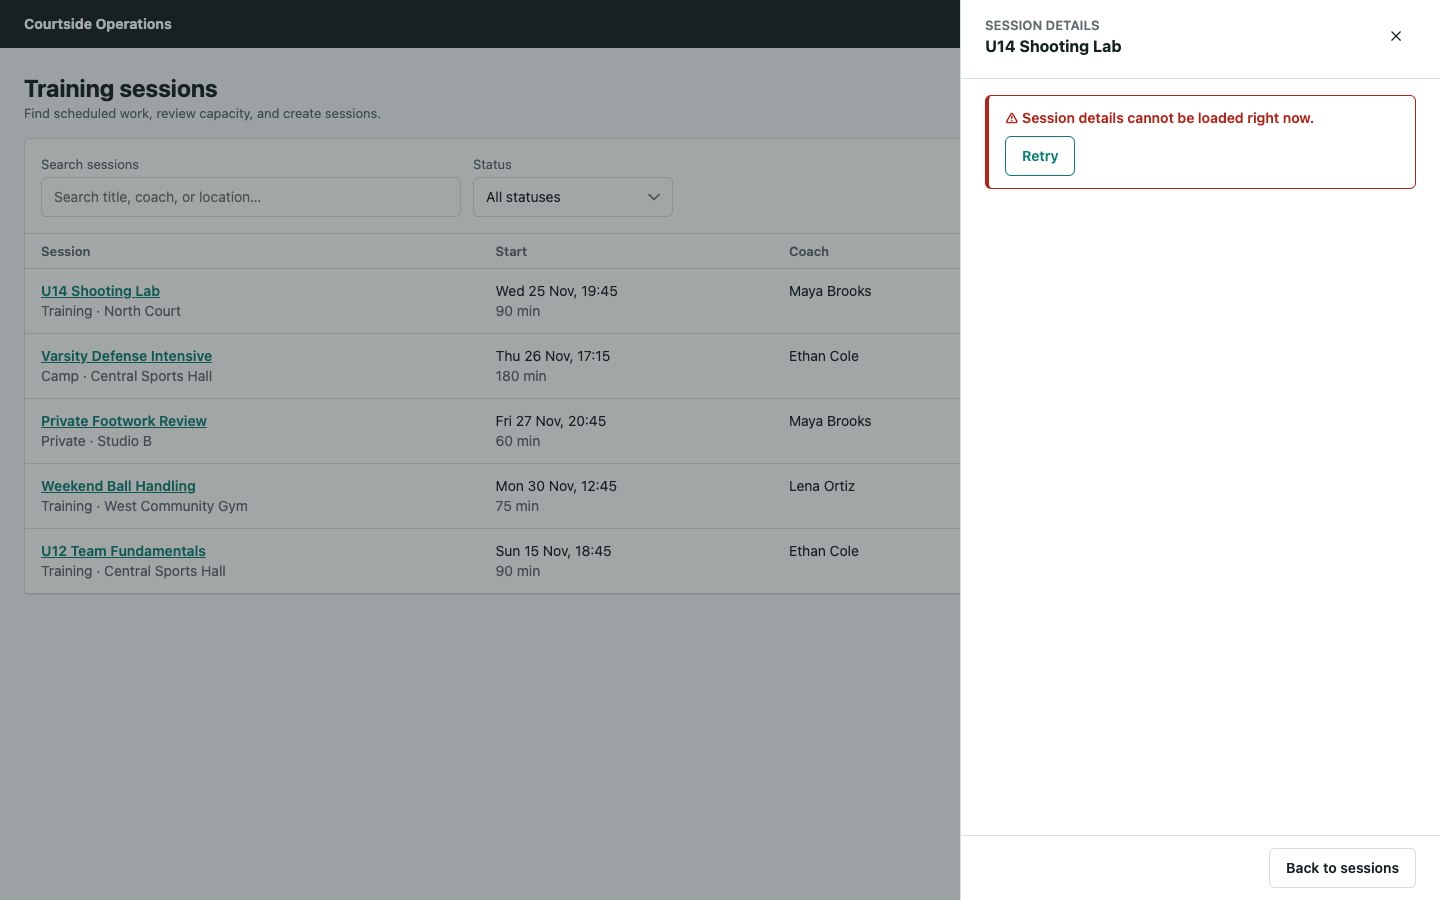 Courtside Operations
Training sessions
Find scheduled work, review capacity, and create sessions.
Search sessions
Status
Search title, coach, or location...
All statuses
Session Start Coach
U14 Shooting Lab Wed 25 Nov, 19:45 Maya Brooks
Training · North Court 90 min
Varsity Defense Intensive Thu 26 Nov, 17:15 Ethan Cole
Camp · Central Sports Hall 180 min
Private Footwork Review Fri 27 Nov, 20:45 Maya Brooks
Private · Studio B 60 min
Weekend Ball Handling Mon 30 Nov, 12:45 Lena Ortiz
Training · West Community Gym 75 min
U12 Team Fundamentals Sun 15 Nov, 18:45 Ethan Cole
Training · Central Sports Hall 90 min
SESSION DETAILS
U14 Shooting Lab
Session details cannot be loaded right now.
Retry
Back to sessions